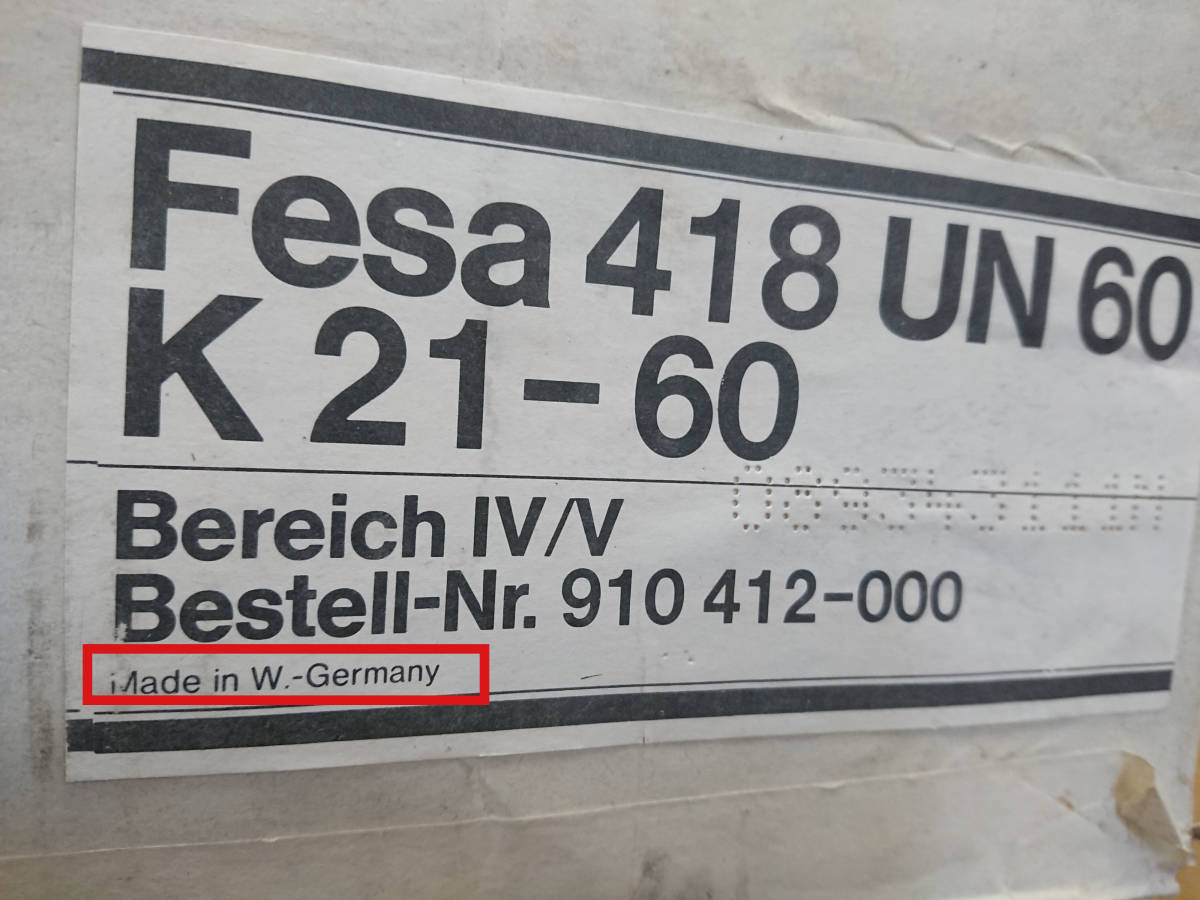 Fesa 418 UN 60
K 21-60
Bereich IV/V
Bestell-Nr. 910 412-000
Made in W.-Germany